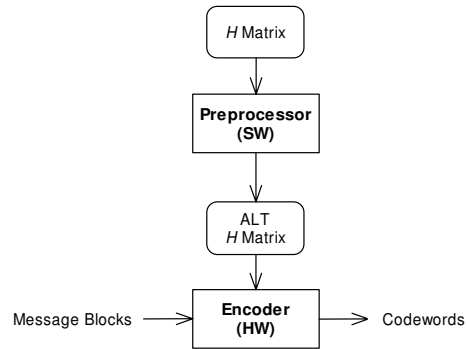 H Matrix
Preprocessor
(SW)
ALT
H Matrix
Message Blocks
Encoder
(HW)
Codewords